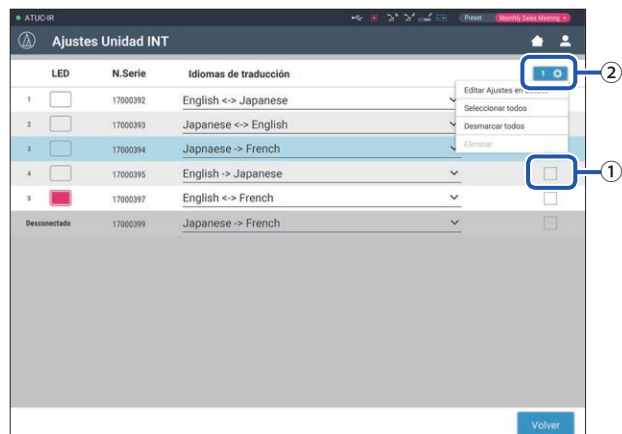 ATUC-IR Preset Monthly Sales Meeting
Ajustes Unidad INT
LED N.Serie Idiomas de traducción 1 ②
Editar Ajustes en
Seleccionar todos
Desmarcar todos
Eliminar
1 17000392 English <-> Japanese
2 17000393 Japanese <-> English
3 17000394 Japnaese -> French
4 17000395 English -> Japanese ①
5 17000397 English <-> French
Desconectado 17000399 Japanese -> French
Volver